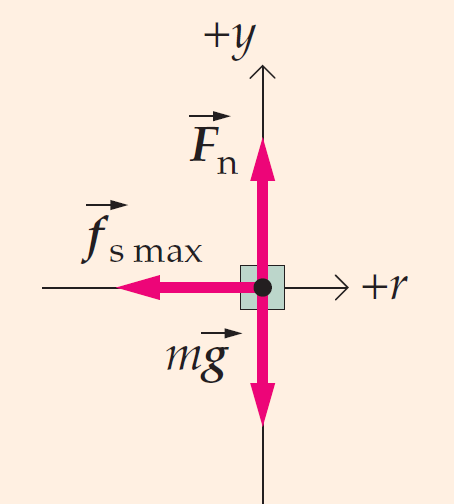 +y
F⃗n
f⃗s max
+r
mg⃗